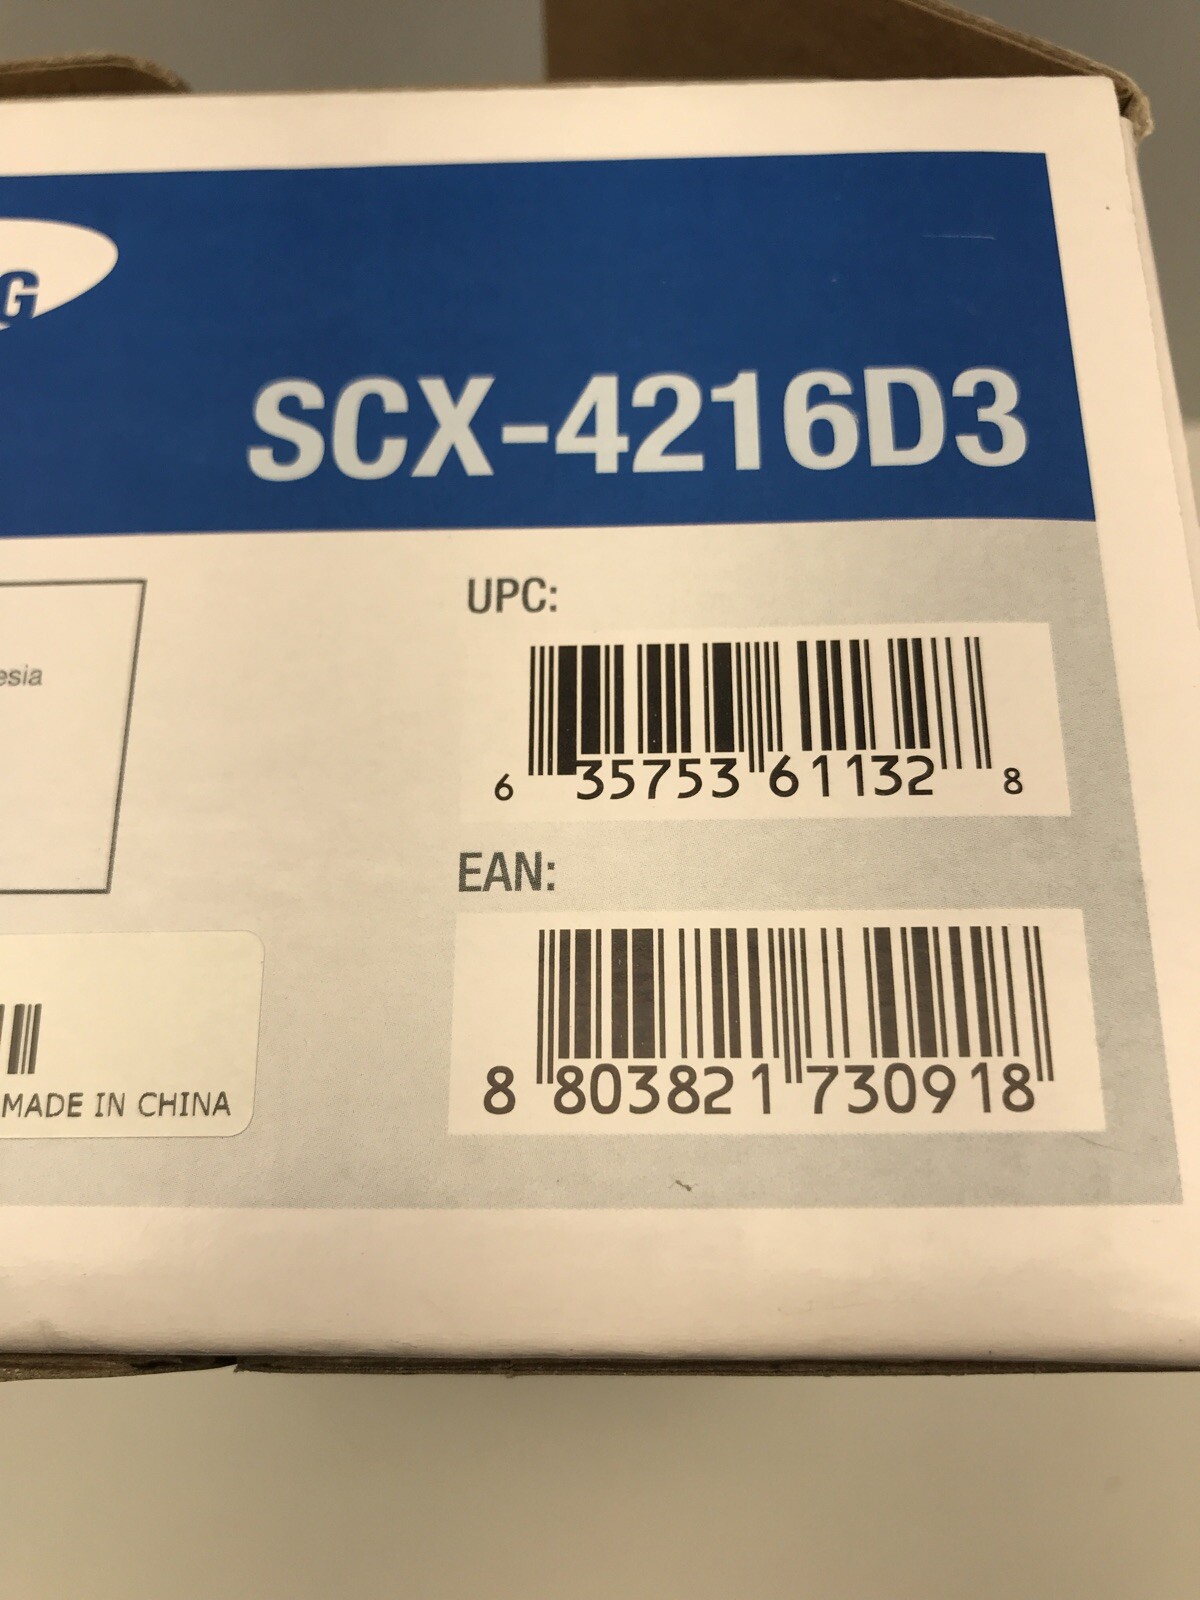 G
SCX-4216D3
UPC:
6 35753 61132 8
esia
EAN:
8 803821 730918
MADE IN CHINA